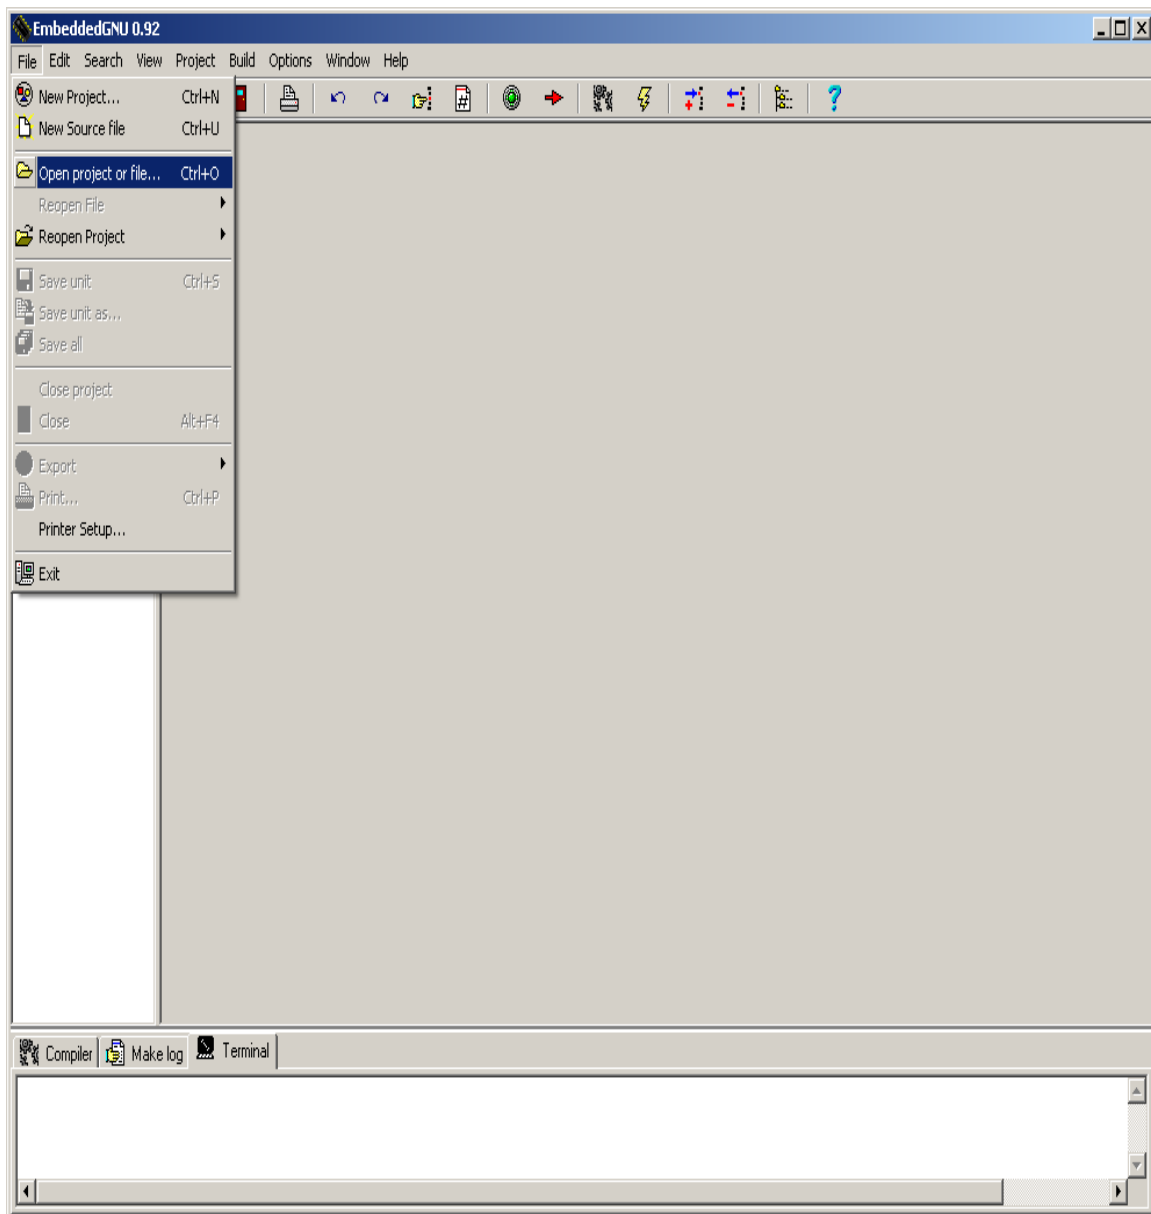 EmbeddedGNU 0.92
File Edit Search View Project Build Options Window Help
New Project... Ctrl+N
New Source file Ctrl+U
Open project or file... Ctrl+O
Reopen File
Reopen Project
Save unit Ctrl+S
Save unit as...
Save all
Close project
Close Alt+F4
Export
Print... Ctrl+P
Printer Setup...
Exit
Compiler Make log Terminal